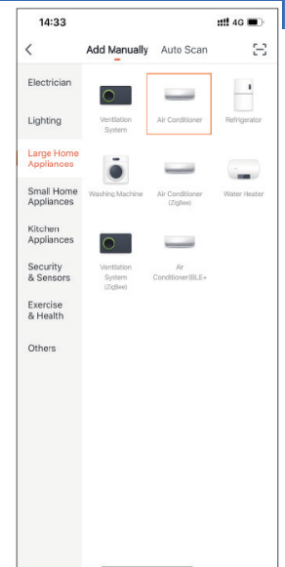 14:33
4G
Add Manually Auto Scan
Electrician
Lighting
Large Home
Appliances
Small Home
Appliances
Kitchen
Appliances
Security
& Sensors
Exercise
& Health
Others
Ventilation
System
Air Conditioner
Refrigerator
Washing Machine
Air Conditioner
(ZigBee)
Water Heater
Ventilation
System
(ZigBee)
Air
Conditioner(BLE+